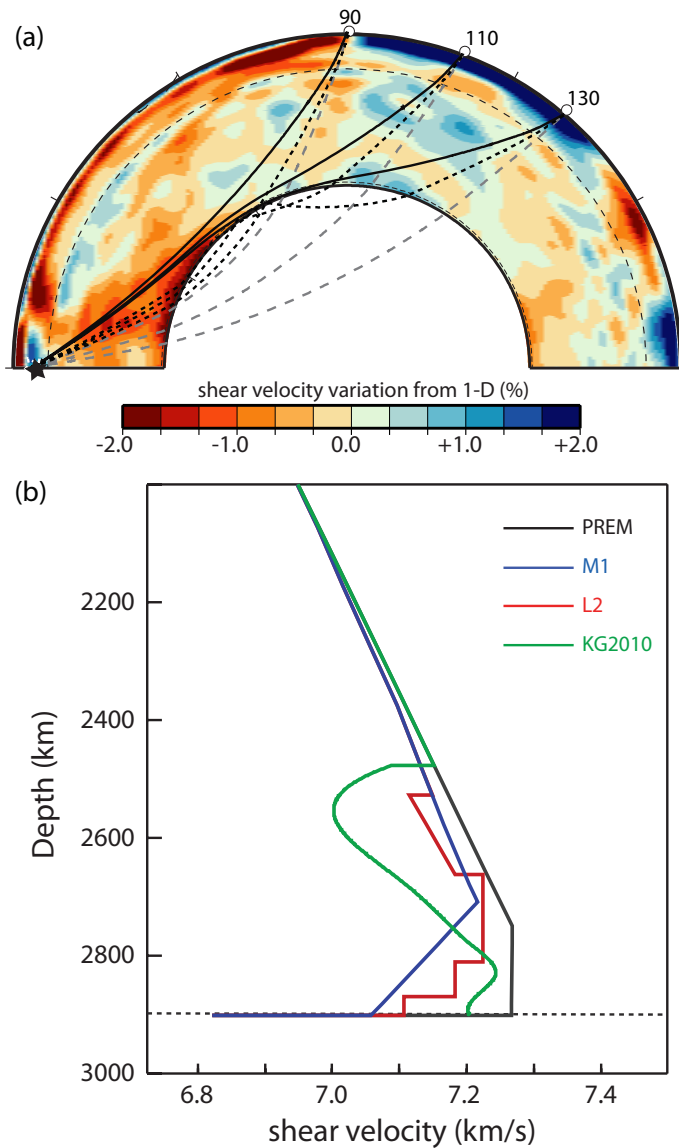 (a)
90
110
130
shear velocity variation from 1-D (%)
-2.0 -1.0 0.0 +1.0 +2.0
(b)
PREM
M1
L2
KG2010
Depth (km)
2200
2400
2600
2800
3000
6.8 7.0 7.2 7.4
shear velocity (km/s)